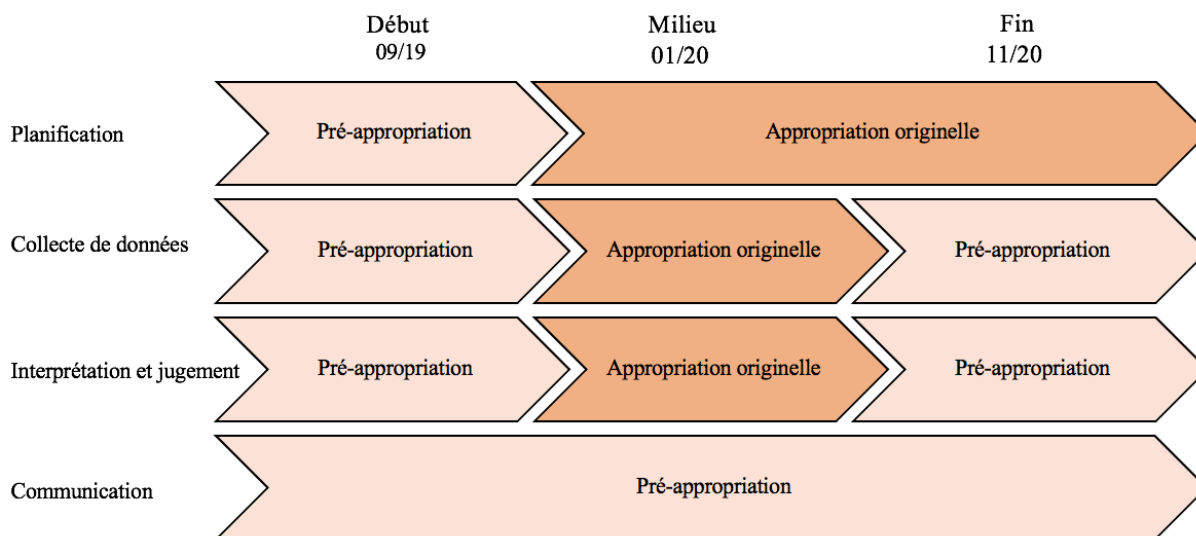 Début Milieu Fin
09/19 01/20 11/20
Planification Pré-appropriation Appropriation originelle
Collecte de données Pré-appropriation Appropriation originelle Pré-appropriation
Interprétation et jugement Pré-appropriation Appropriation originelle Pré-appropriation
Communication Pré-appropriation